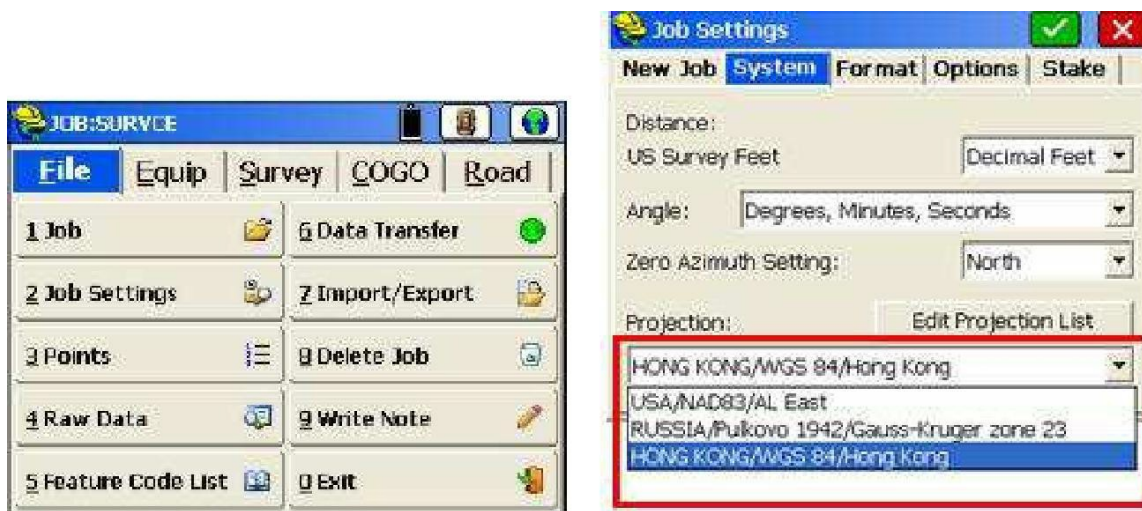 JOB:SURVCE
File Equip Survey COGO Road
1 Job
6 Data Transfer
2 Job Settings
7 Import/Export
3 Points
8 Delete Job
4 Raw Data
9 Write Note
5 Feature Code List
0 Exit
Job Settings
New Job System Format Options Stake
Distance:
US Survey Feet Decimal Feet
Angle: Degrees, Minutes, Seconds
Zero Azimuth Setting: North
Projection: Edit Projection List
HONG KONG/WGS 84/Hong Kong
USA/NAD83/AL East
RUSSIA/Pulkovo 1942/Gauss-Kruger zone 23
HONG KONG/WGS 84/Hong Kong